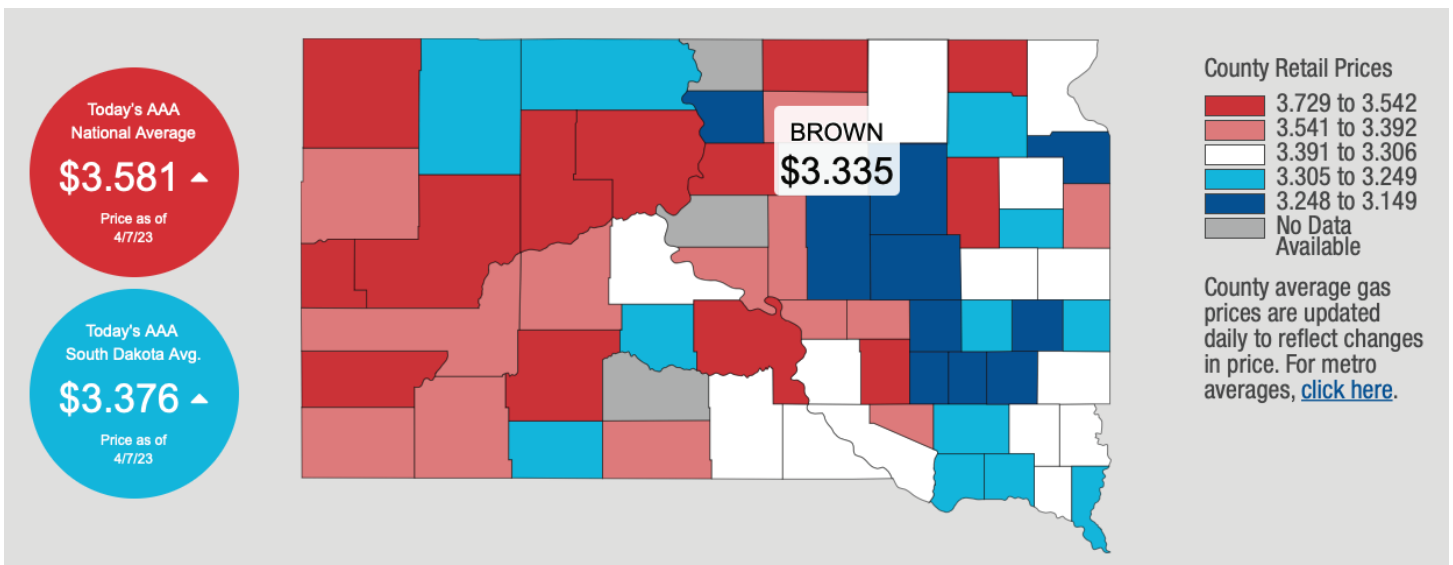 Today's AAA
National Average
$3.581
Price as of
4/7/23
Today's AAA
South Dakota Avg.
$3.376
Price as of
4/7/23
BROWN
$3.335
County Retail Prices
3.729 to 3.542
3.541 to 3.392
3.391 to 3.306
3.305 to 3.249
3.248 to 3.149
No Data
Available
County average gas
prices are updated
daily to reflect changes
in price. For metro
averages, click here.